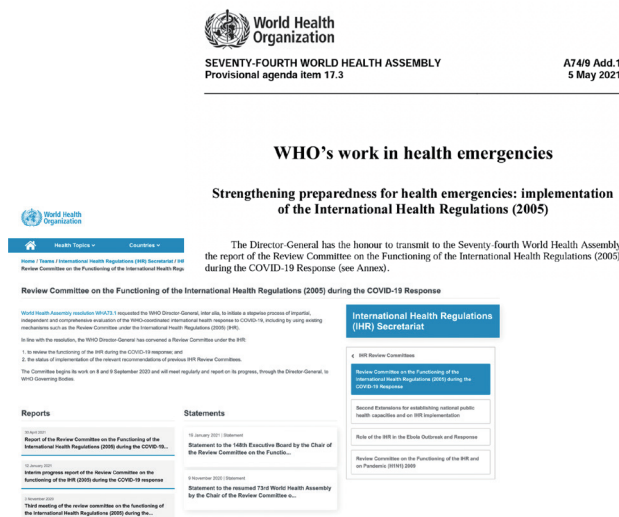 World Health
Organization
SEVENTY-FOURTH WORLD HEALTH ASSEMBLY A74/9 Add.1
Provisional agenda item 17.3 5 May 2021
WHO's work in health emergencies
Strengthening preparedness for health emergencies: implementation
of the International Health Regulations (2005)
The Director-General has the honour to transmit to the Seventy-fourth World Health Assembly
the report of the Review Committee on the Functioning of the International Health Regulations (2005)
during the COVID-19 Response (see Annex).
World Health
Organization
Health Topics Countries
Home / Teams / International Health Regulations (IHR) Secretariat /
Review Committee on the Functioning of the International Health Regu
Review Committee on the Functioning of the International Health Regulations (2005) during the COVID-19 Response
World Health Assembly resolution WHA73.1 requested the WHO Director-General, inter alia, to initiate a stepwise process of impartial,
independent and comprehensive evaluation of the WHO-coordinated international health response to COVID-19, including by using existing
mechanisms such as the Review Committee under the International Health Regulations (2005) (IHR).
In line with the resolution, the WHO Director-General has convened a Review Committee under the IHR:
1. to review the functioning of the IHR during the COVID-19 response; and
2. the status of implementation of the relevant recommendations of previous IHR Review Committees.
The Committee begins its work on 8 and 9 September 2020 and will meet regularly and report on its progress, through the Director-General, to
WHO Governing Bodies.
Reports
30 April 2021
Report of the Review Committee on the Functioning of the
International Health Regulations (2005) during the COVID-19...
12 January 2021
Interim progress report of the Review Committee on the
functioning of the IHR (2005) during the COVID-19 response
Third meeting of the review committee on the functioning of
the International Health Regulations (2005) during the...
Statements
2021 | Statement
Statement to the 148th Executive Board by the Chair of
the Review Committee on the Functio...
9 November 2020 | Statement
Statement to the resumed 73rd World Health Assembly
by the Chair of the Review Committee o...
International Health Regulations
(IHR) Secretariat
IHR Review Committees
Review Committee on the Functioning of the
International Health Regulations (2005) during the
COVID-19 Response
Second Extensions for establishing national public
health capacities and on IHR implementation
Role of the IHR in the Ebola Outbreak and Response
Review Committee on the Functioning of the IHR and
on Pandemic (H1N1) 2009